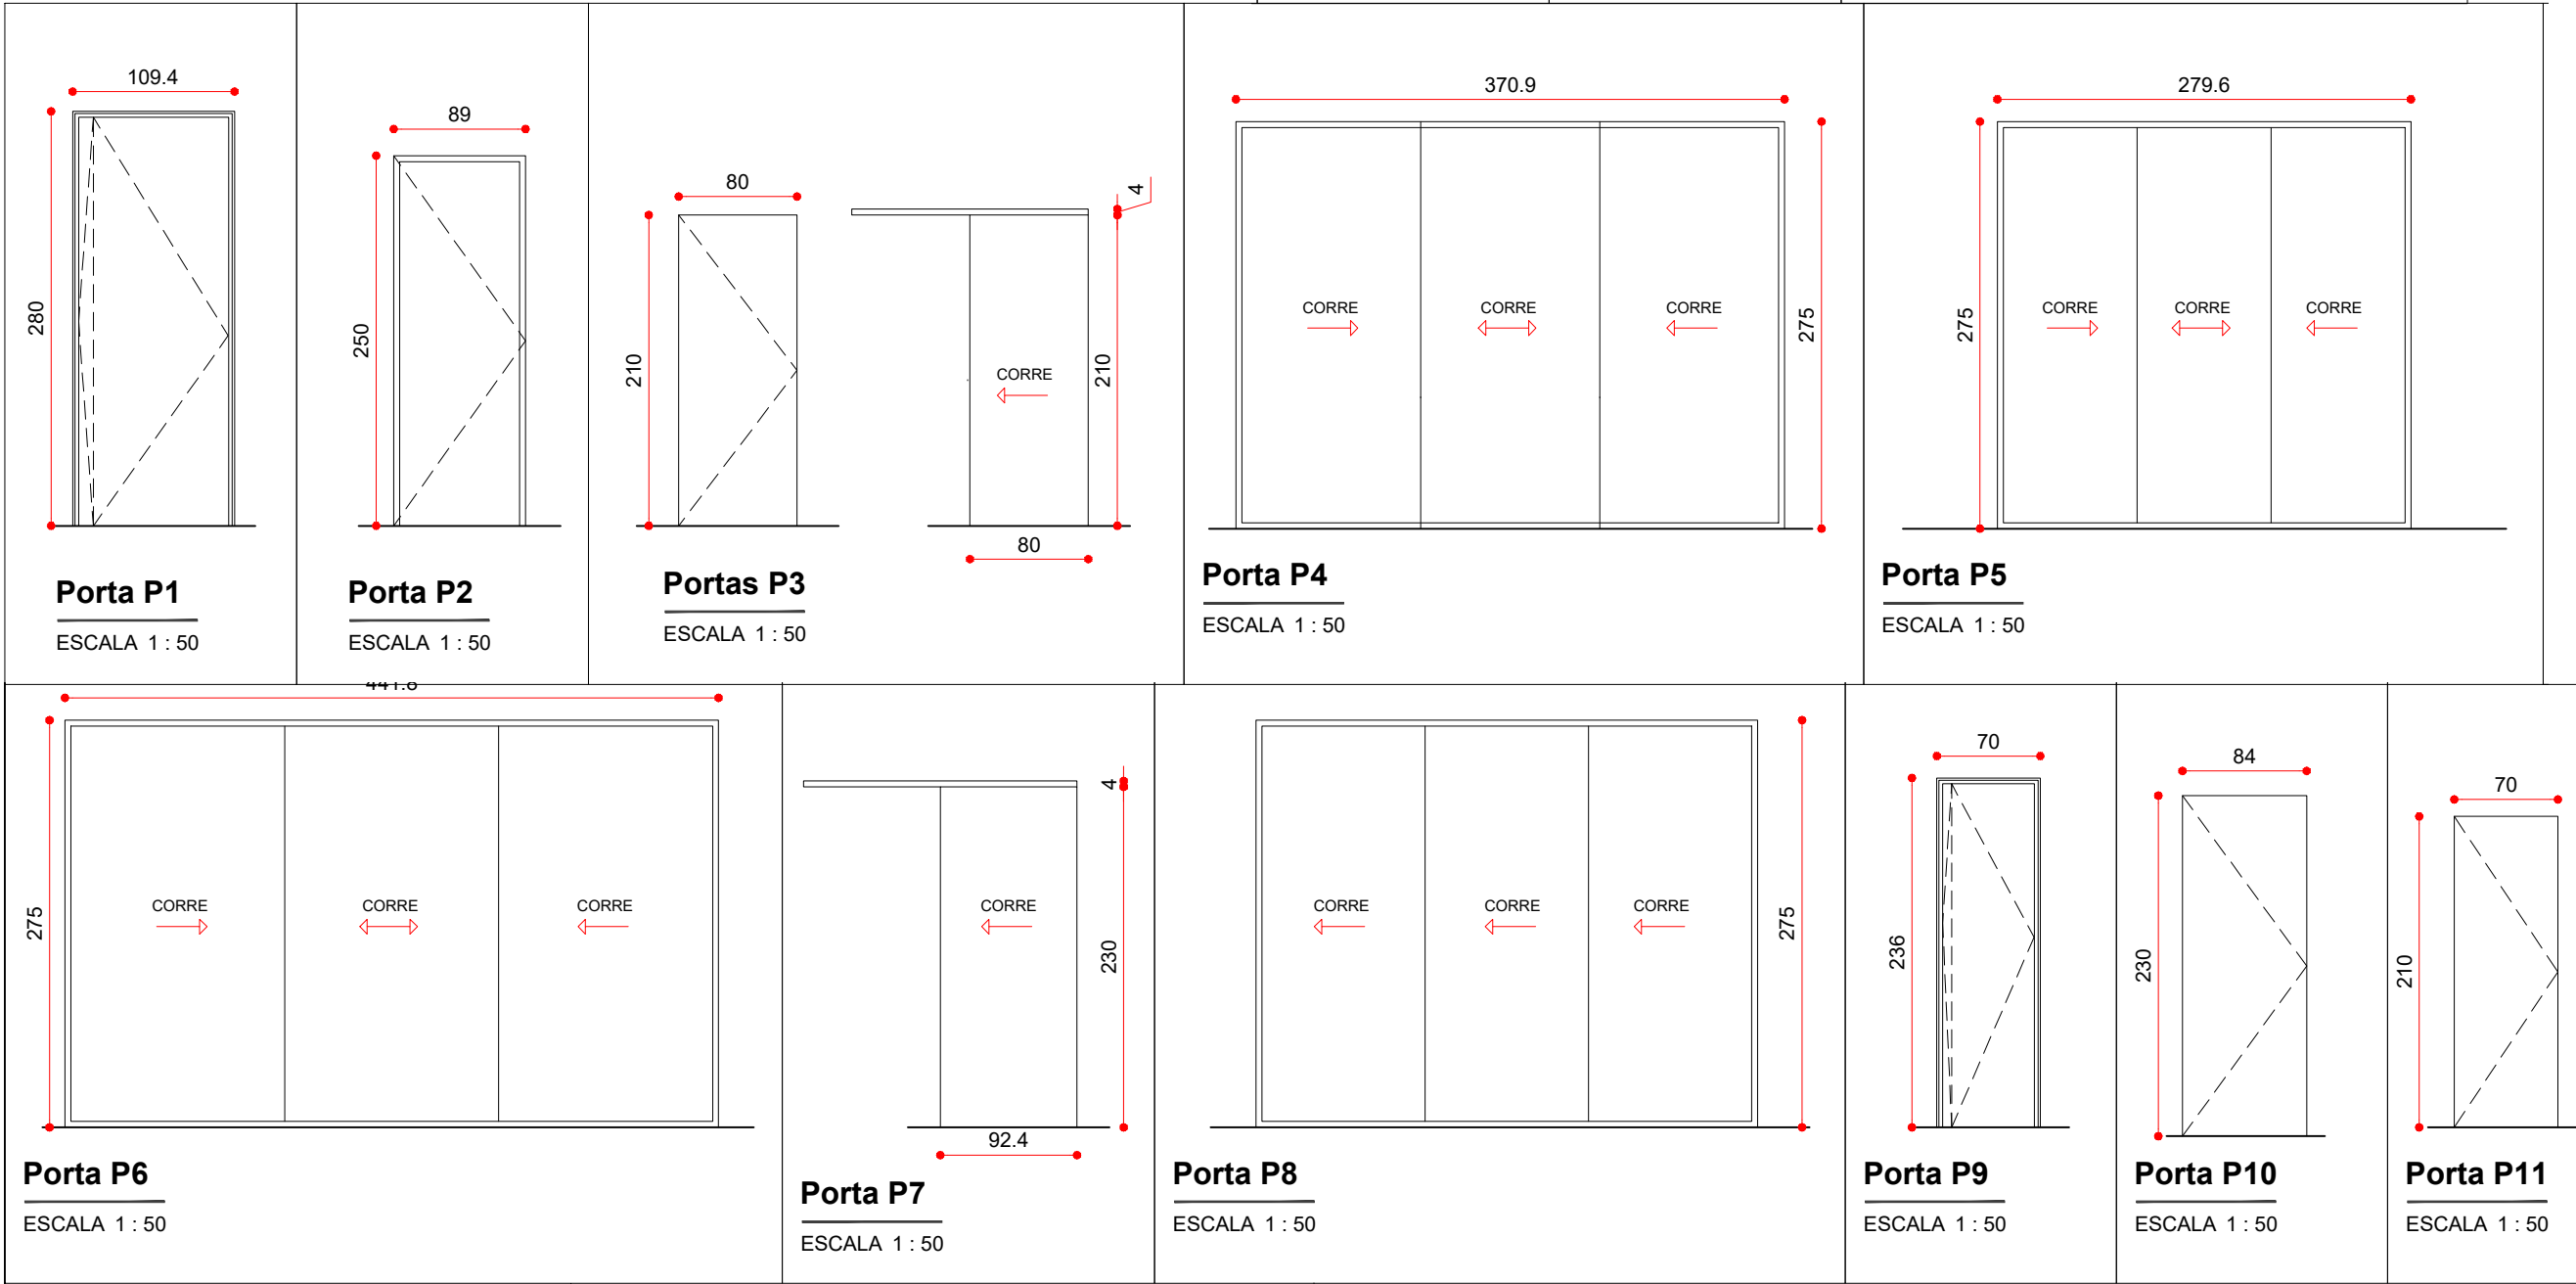 109.4
280
Porta P1
ESCALA 1 : 50
89
250
Porta P2
ESCALA 1 : 50
80
210
4
CORRE
210
80
Portas P3
ESCALA 1 : 50
370.9
CORRE
CORRE
CORRE
275
Porta P4
ESCALA 1 : 50
279.6
275
CORRE
CORRE
CORRE
Porta P5
ESCALA 1 : 50
441.8
275
CORRE
CORRE
CORRE
Porta P6
ESCALA 1 : 50
4
CORRE
230
92.4
Porta P7
ESCALA 1 : 50
CORRE
CORRE
CORRE
275
Porta P8
ESCALA 1 : 50
70
236
Porta P9
ESCALA 1 : 50
84
230
Porta P10
ESCALA 1 : 50
70
210
Porta P11
ESCALA 1 : 50